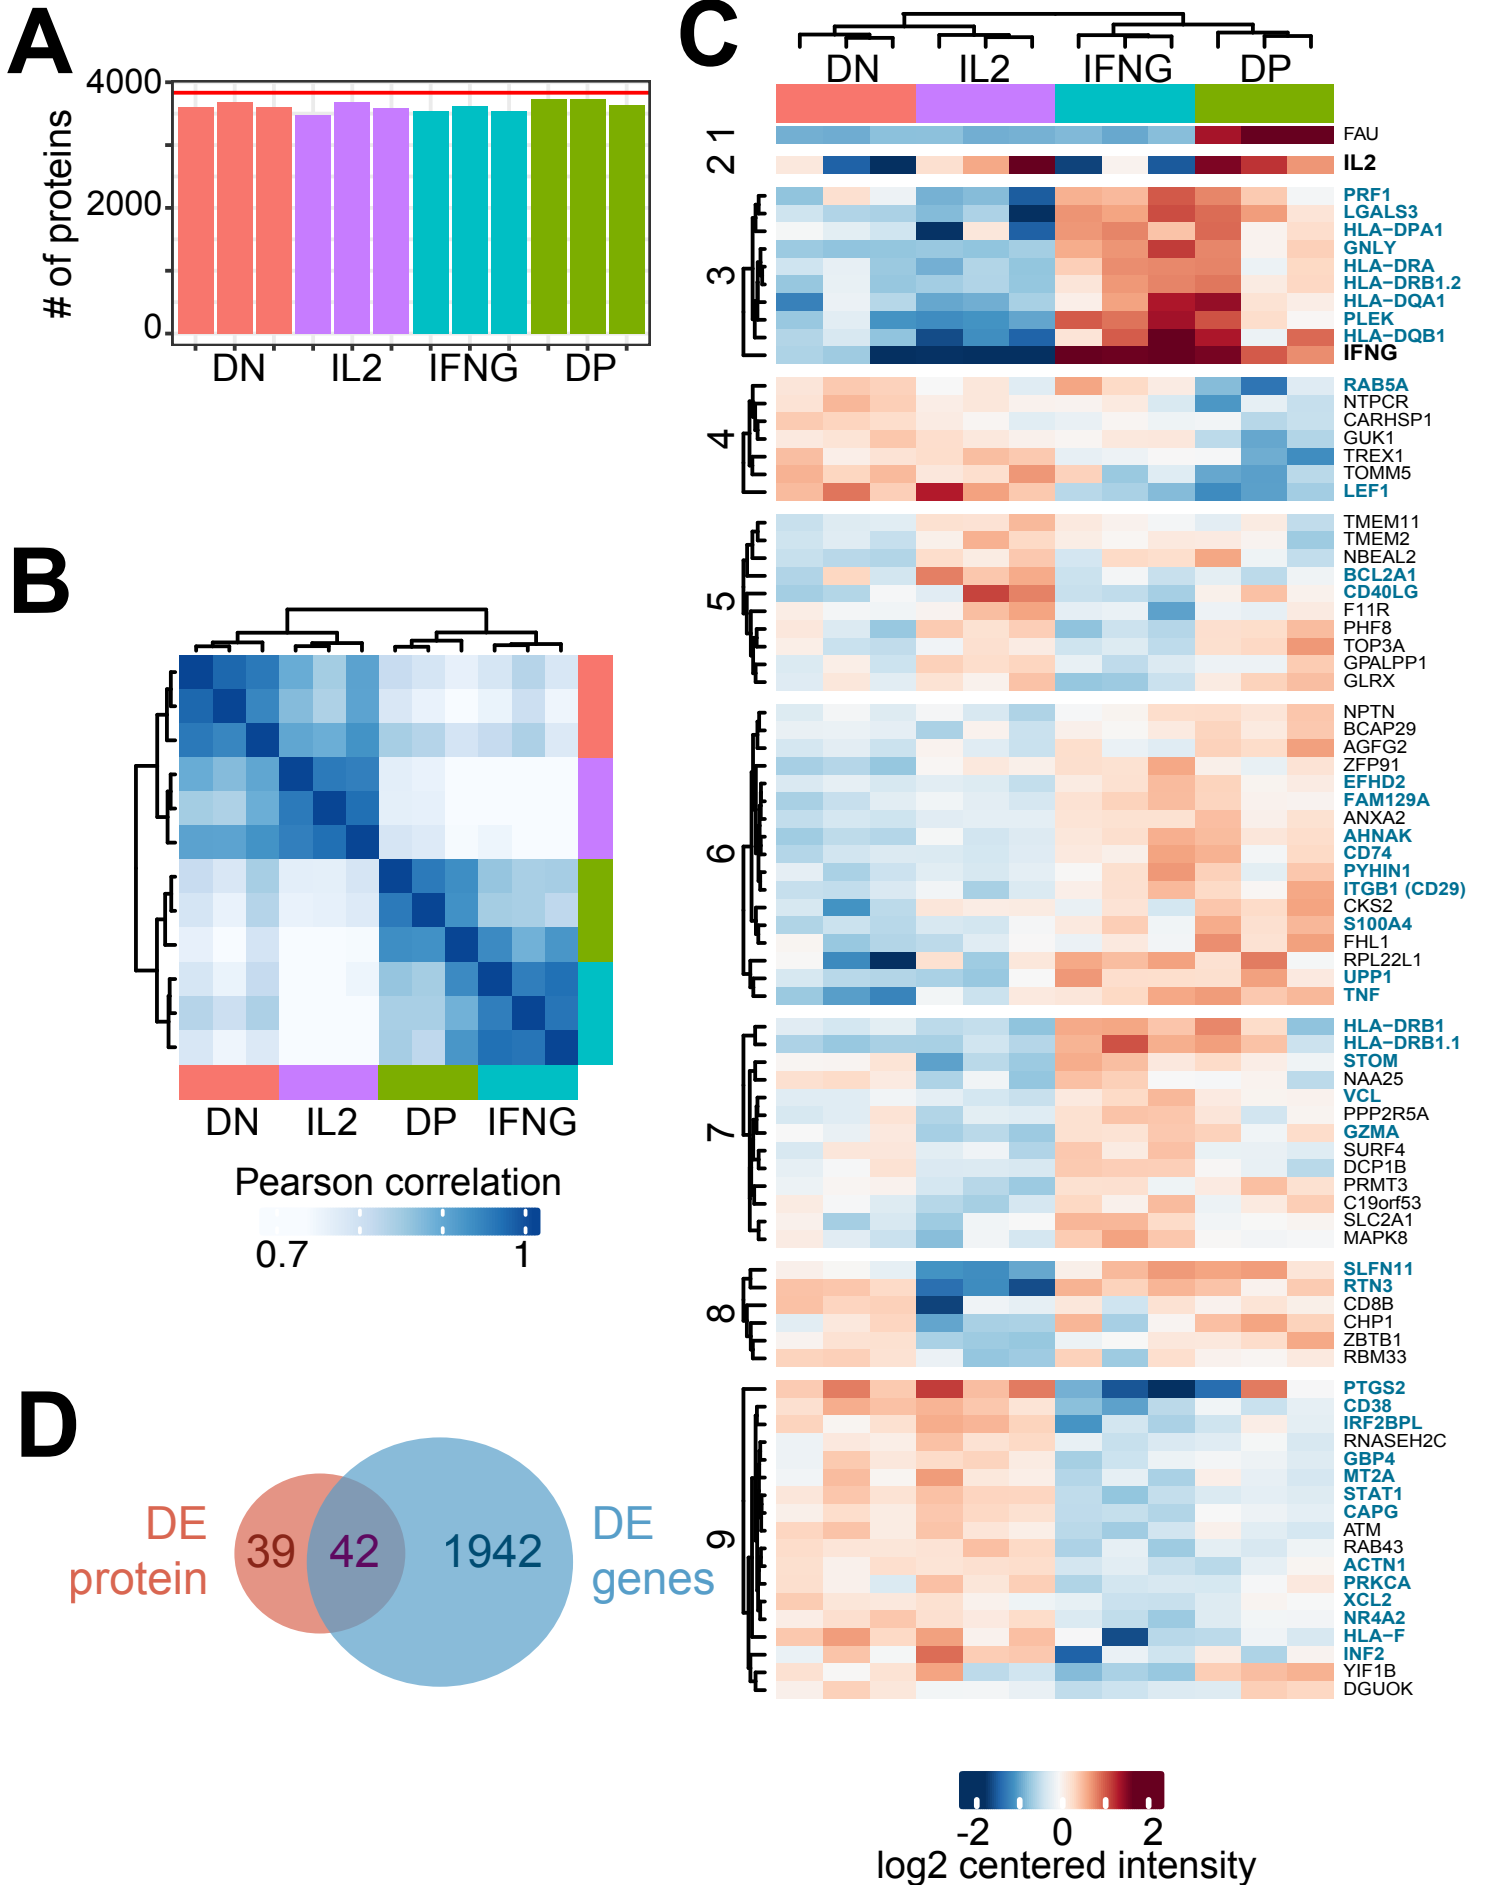 A
# of proteins
4000
2000
0
DN IL2 IFNG DP
B
DN IL2 DP IFNG
Pearson correlation
0.7 1
D
DE
protein
39 42 1942
DE
genes
C
DN IL2 IFNG DP
1
FAU
2
IL2
3
PRF1
LGALS3
HLA−DPA1
GNLY
HLA−DRA
HLA−DRB1.2
HLA−DQA1
PLEK
HLA−DQB1
IFNG
4
RAB5A
NTPCR
CARHSP1
GUK1
TREX1
TOMM5
LEF1
5
TMEM11
TMEM2
NBEAL2
BCL2A1
CD40LG
F11R
PHF8
TOP3A
GPALPP1
GLRX
6
NPTN
BCAP29
AGFG2
ZFP91
EFHD2
FAM129A
ANXA2
AHNAK
CD74
PYHIN1
ITGB1 (CD29)
CKS2
S100A4
FHL1
RPL22L1
UPP1
TNF
7
HLA−DRB1
HLA−DRB1.1
STOM
NAA25
VCL
PPP2R5A
GZMA
SURF4
DCP1B
PRMT3
C19orf53
SLC2A1
MAPK8
8
SLFN11
RTN3
CD8B
CHP1
ZBTB1
RBM33
9
PTGS2
CD38
IRF2BPL
RNASEH2C
GBP4
MT2A
STAT1
CAPG
ATM
RAB43
ACTN1
PRKCA
XCL2
NR4A2
HLA−F
INF2
YIF1B
DGUOK
-2 0 2
log2 centered intensity